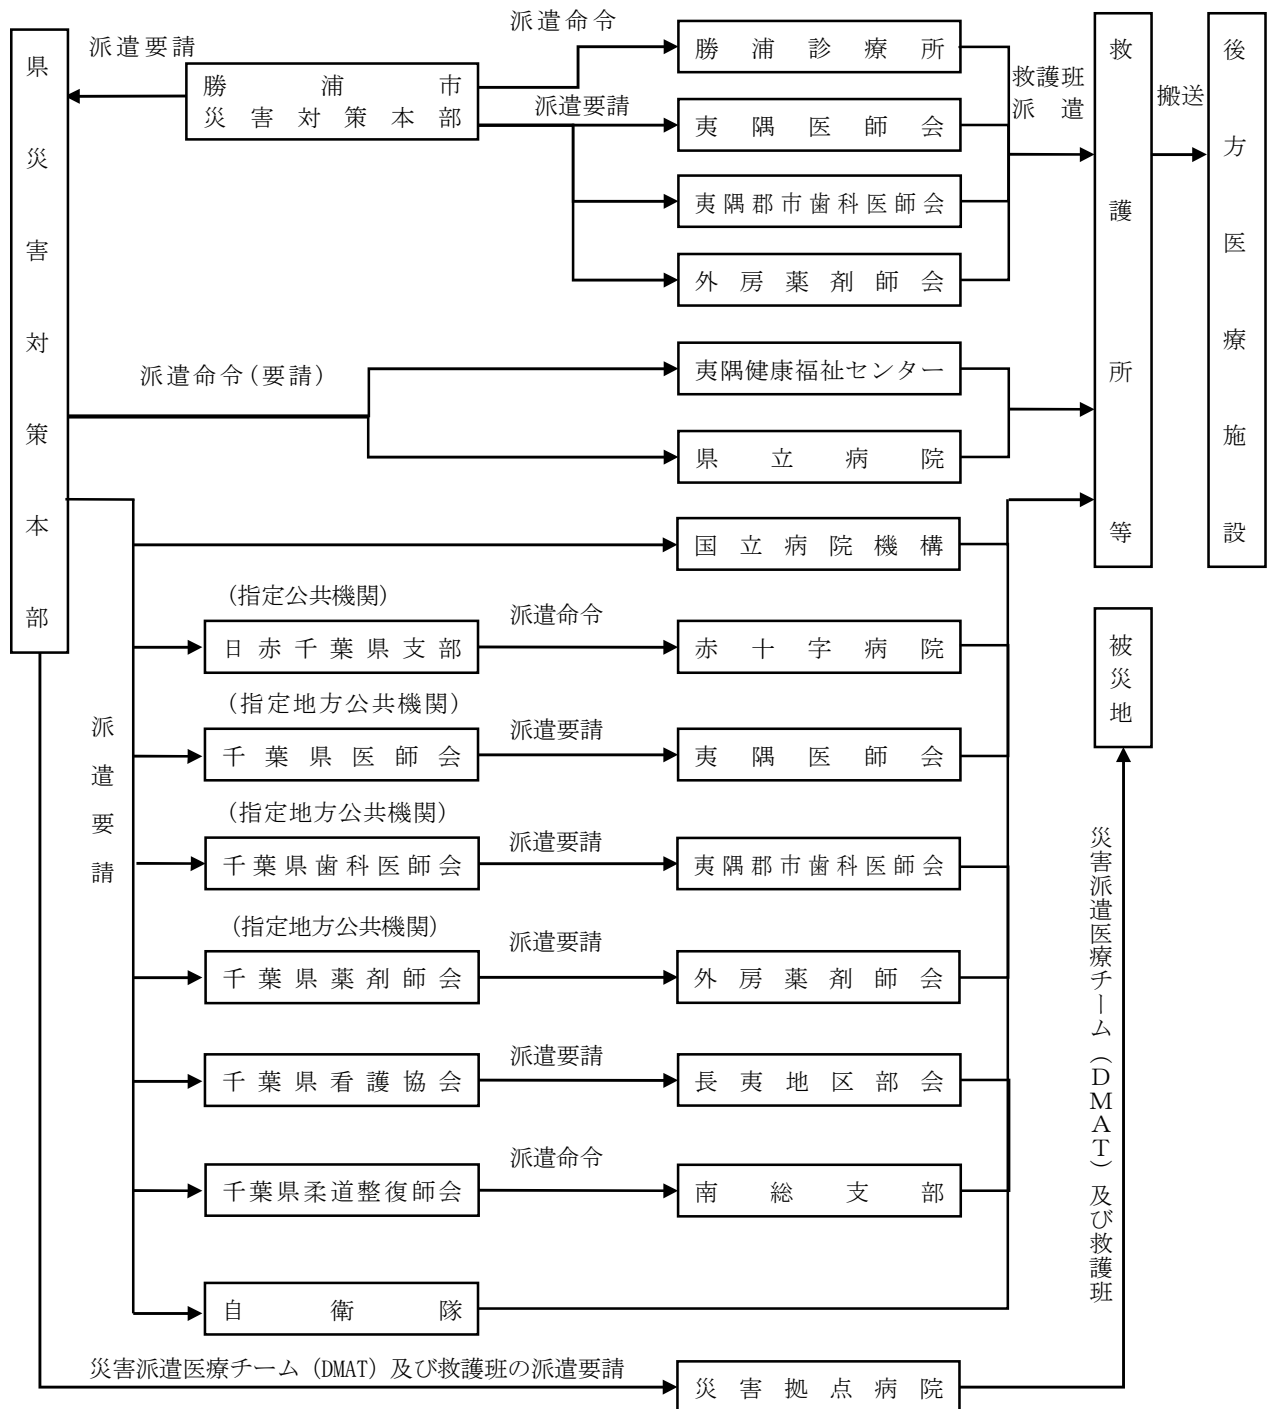 県災害対策本部
派遣要請
勝浦市
災害対策本部
派遣命令
派遣要請
勝浦診療所
夷隅医師会
夷隅郡市歯科医師会
外房薬剤師会
救護班
派遣
救護所等
搬送
後方医療施設
派遣命令(要請)
夷隅健康福祉センター
県立病院
国立病院機構
派遣要請
(指定公共機関)
日赤千葉県支部
派遣命令
赤十字病院
(指定地方公共機関)
千葉県医師会
派遣要請
夷隅医師会
(指定地方公共機関)
千葉県歯科医師会
派遣要請
夷隅郡市歯科医師会
(指定地方公共機関)
千葉県薬剤師会
派遣要請
外房薬剤師会
千葉県看護協会
派遣要請
長夷地区部会
千葉県柔道整復師会
派遣命令
南総支部
自衛隊
災害派遣医療チーム(DMAT)及び救護班の派遣要請
災害拠点病院
災害派遣医療チーム(DMAT)及び救護班
被災地